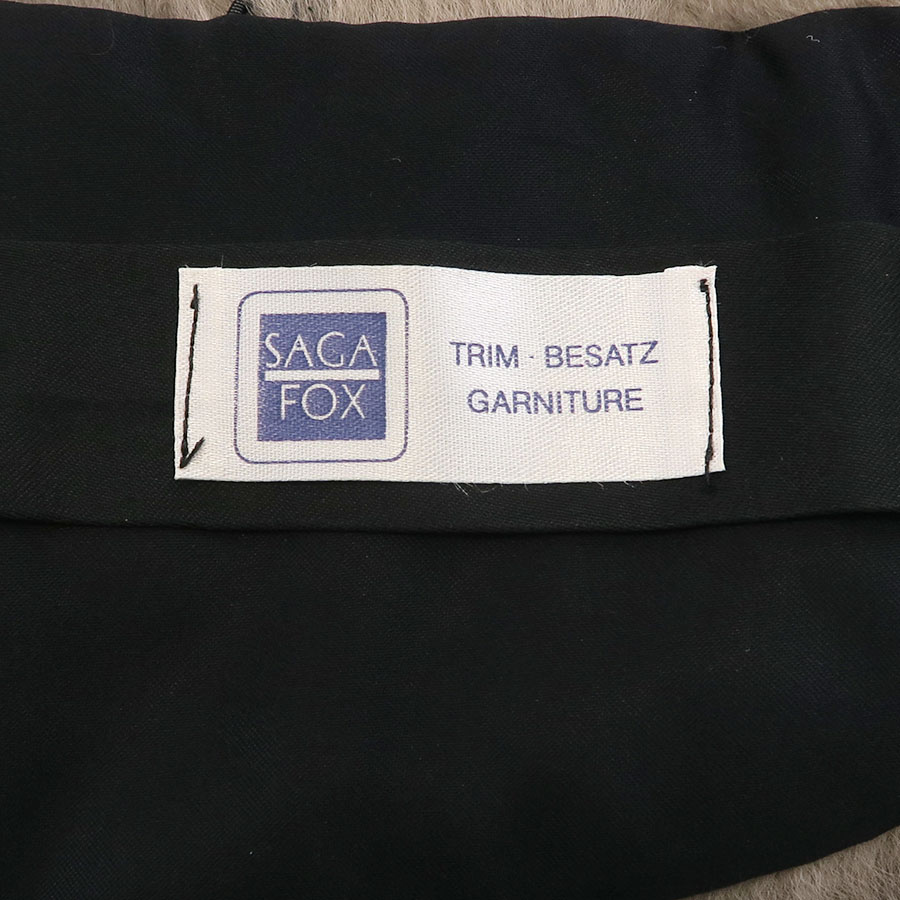 SAGA
FOX
TRIM · BESATZ
GARNITURE